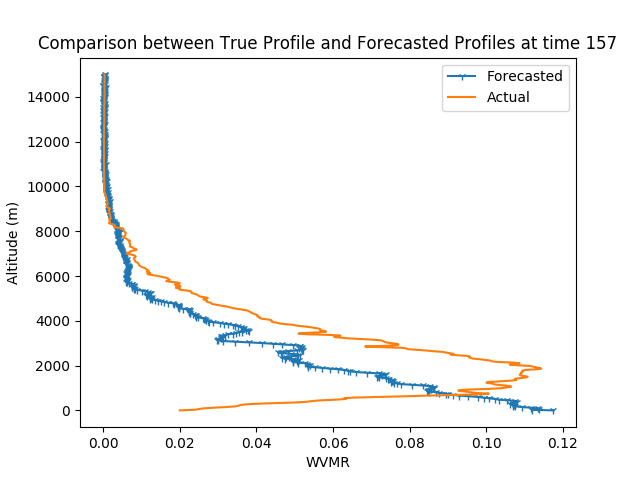 Comparison between True Profile and Forecasted Profiles at time 157
Forecasted
Actual
Altitude (m)
14000
12000
10000
8000
6000
4000
2000
0
0.00 0.02 0.04 0.06 0.08 0.10 0.12
WVMR